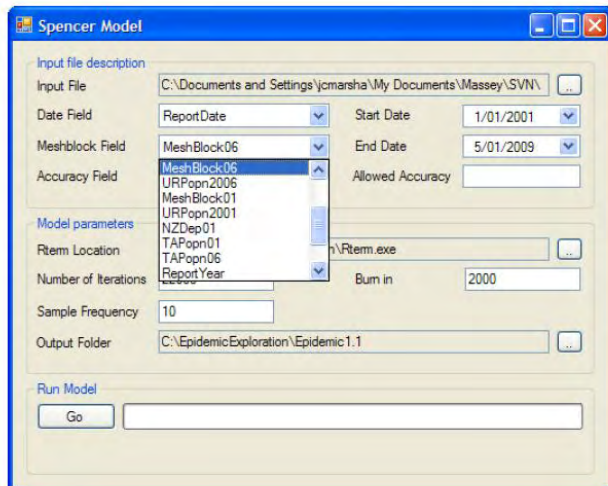 Spencer Model
Input file description
Input File C:\Documents and Settings\jcmarsha\My Documents\Massey\SVN\ ..
Date Field ReportDate Start Date 1/01/2001
Meshblock Field MeshBlock06 End Date 5/01/2009
Accuracy Field Allowed Accuracy
MeshBlock06
URPopn2006
MeshBlock01
URPopn2001
NZDep01
TAPopn01
TAPopn06
ReportYear
Model parameters
Rterm Location \Rterm.exe ..
Number of Iterations Burn in 2000
Sample Frequency 10
Output Folder C:\EpidemicExploration\Epidemic1.1 ..
Run Model
Go